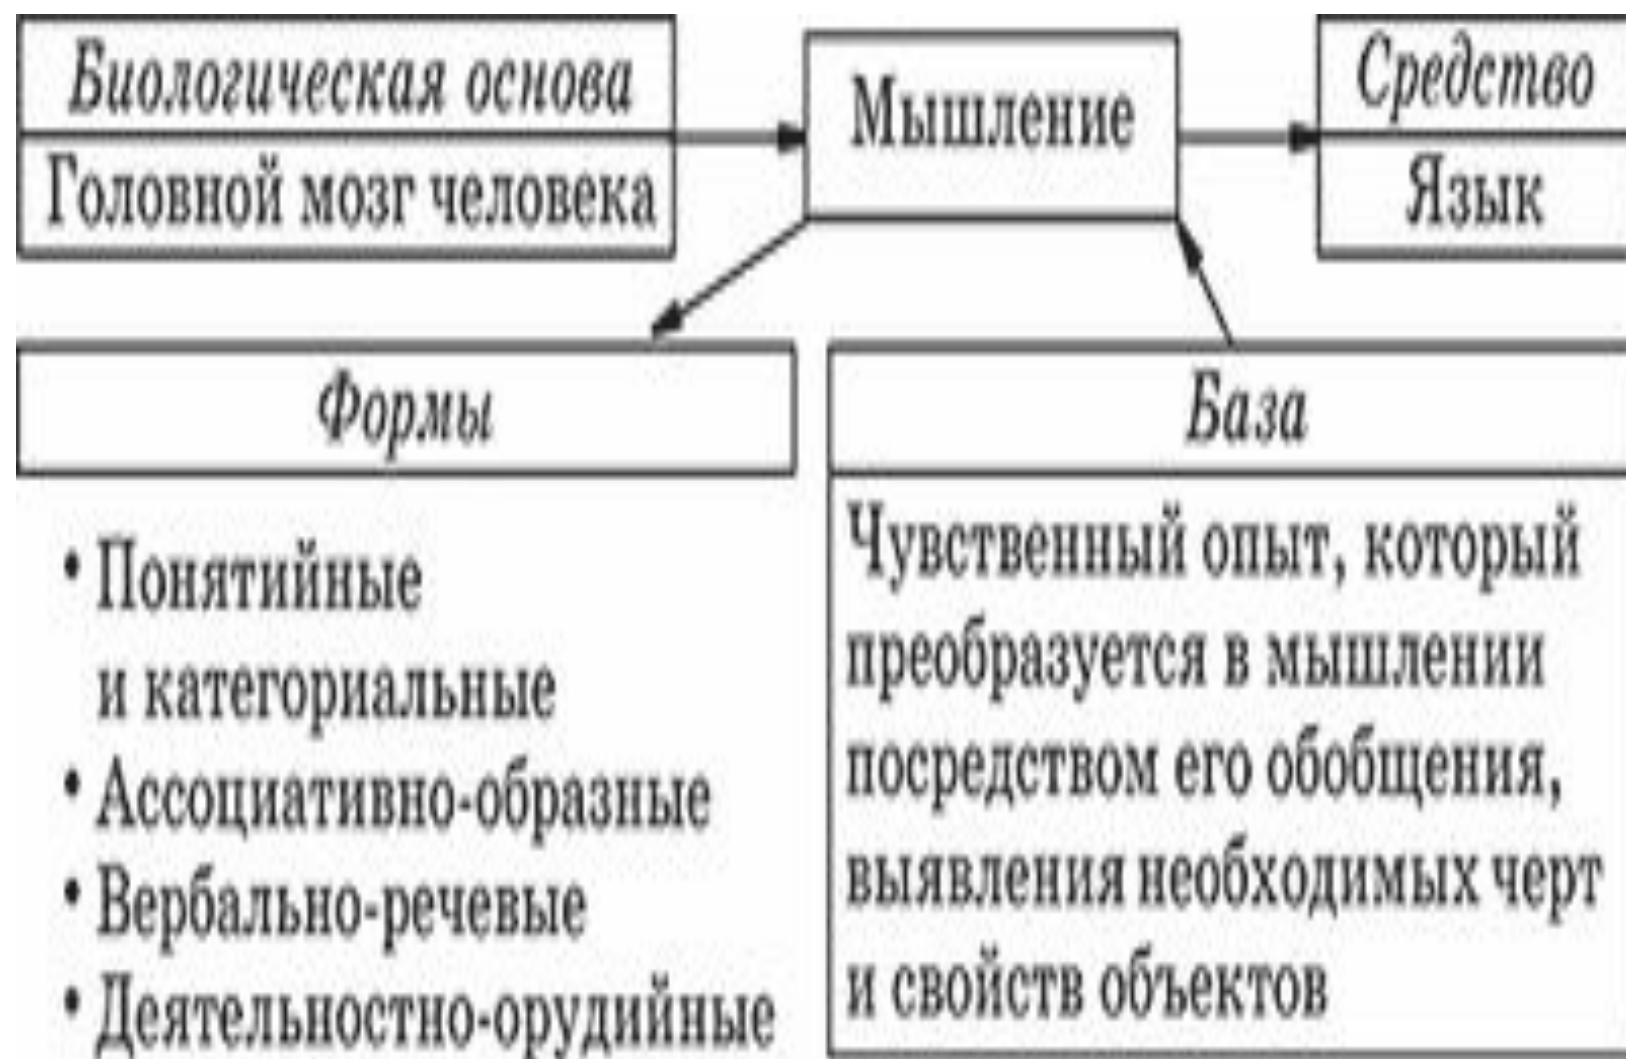 Биологическая основа
Головной мозг человека
Мышление
Средство
Язык
Формы
• Понятийные
и категориальные
• Ассоциативно-образные
• Вербально-речевые
• Деятельностно-орудийные
База
Чувственный опыт, который
преобразуется в мышлении
посредством его обобщения,
выявления необходимых черт
и свойств объектов